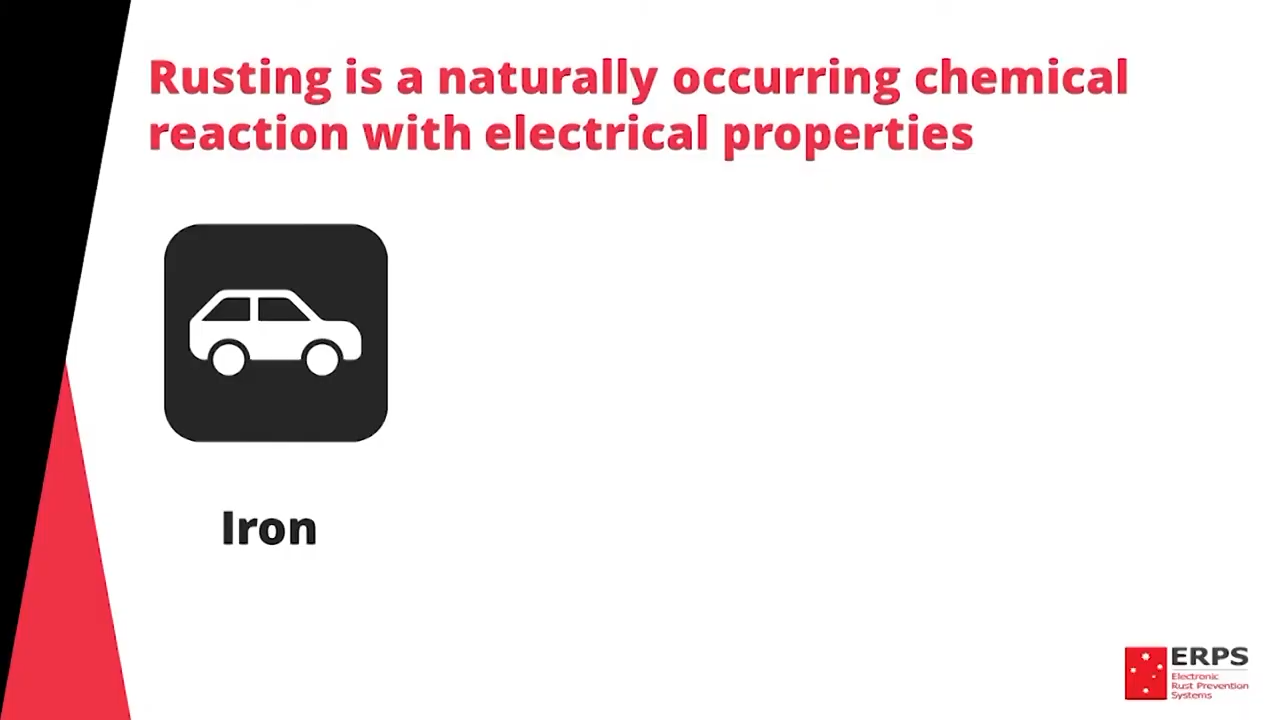 Rusting is a naturally occurring chemical
reaction with electrical properties
Iron
ERPS
Electronic
Rust Prevention
Systems